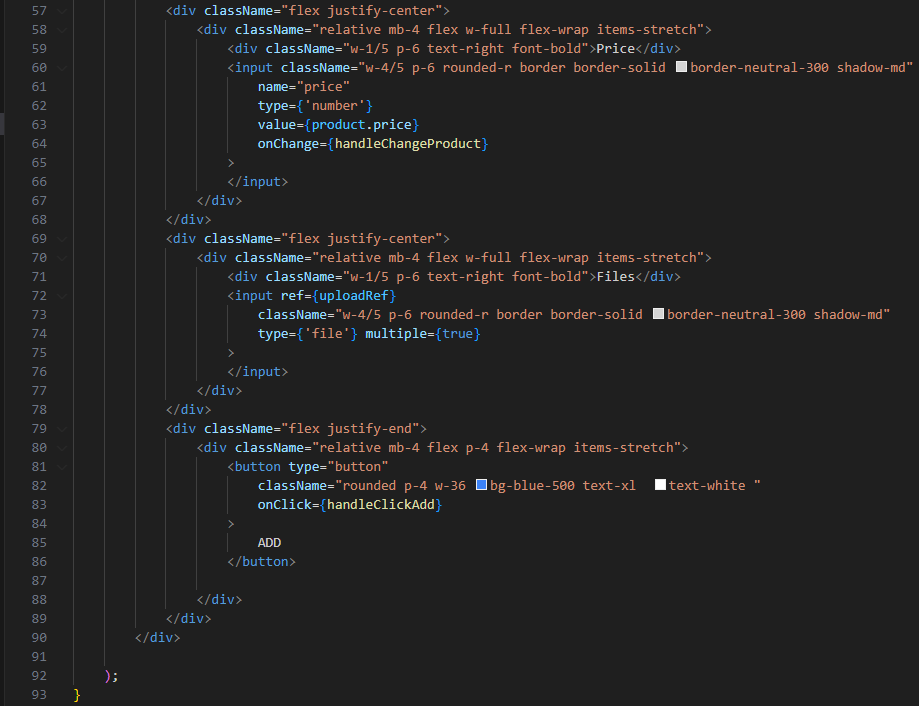 57 <div className="flex justify-center">
58 <div className="relative mb-4 flex w-full flex-wrap items-stretch">
59 <div className="w-1/5 p-6 text-right font-bold">Price</div>
60 <input className="w-4/5 p-6 rounded-r border border-solid border-neutral-300 shadow-md"
61 name="price"
62 type={'number'}
63 value={product.price}
64 onChange={handleChangeProduct}
65 >
66 </input>
67 </div>
68 </div>
69 <div className="flex justify-center">
70 <div className="relative mb-4 flex w-full flex-wrap items-stretch">
71 <div className="w-1/5 p-6 text-right font-bold">Files</div>
72 <input ref={uploadRef}
73 className="w-4/5 p-6 rounded-r border border-solid border-neutral-300 shadow-md"
74 type={'file'} multiple={true}
75 >
76 </input>
77 </div>
78 </div>
79 <div className="flex justify-end">
80 <div className="relative mb-4 flex p-4 flex-wrap items-stretch">
81 <button type="button"
82 className="rounded p-4 w-36 bg-blue-500 text-xl  text-white "
83 onClick={handleClickAdd}
84 >
85 ADD
86 </button>
87
88 </div>
89 </div>
90 </div>
91
92 );
93 }